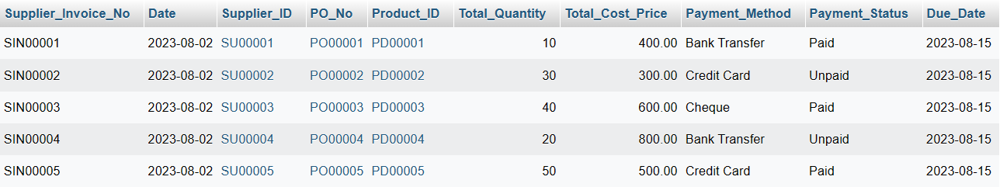 Supplier_Invoice_No Date Supplier_ID PO_No Product_ID Total_Quantity Total_Cost_Price Payment_Method Payment_Status Due_Date
SIN00001 2023-08-02 SU00001 PO00001 PD00001 10 400.00 Bank Transfer Paid 2023-08-15
SIN00002 2023-08-02 SU00002 PO00002 PD00002 30 300.00 Credit Card Unpaid 2023-08-15
SIN00003 2023-08-02 SU00003 PO00003 PD00003 40 600.00 Cheque Paid 2023-08-15
SIN00004 2023-08-02 SU00004 PO00004 PD00004 20 800.00 Bank Transfer Unpaid 2023-08-15
SIN00005 2023-08-02 SU00005 PO00005 PD00005 50 500.00 Credit Card Paid 2023-08-15